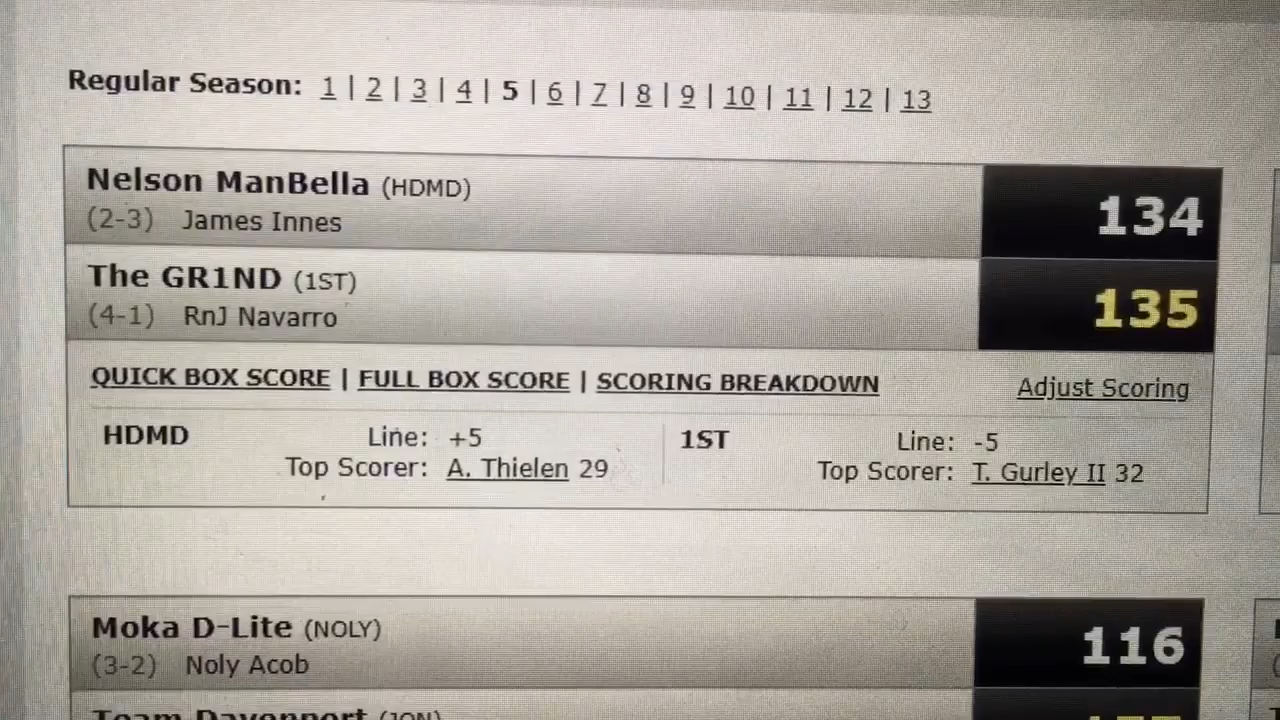 Regular Season: 1 | 2 | 3 | 4 | 5 | 6 | 7 | 8 | 9 | 10 | 11 | 12 | 13
Nelson ManBella (HDMD)
(2-3) James Innes
134
The GR1ND (1ST)
(4-1) RnJ Navarro
135
QUICK BOX SCORE | FULL BOX SCORE | SCORING BREAKDOWN
Adjust Scoring
HDMD Line: +5
Top Scorer: A. Thielen 29
1ST Line: -5
Top Scorer: T. Gurley II 32
Moka D-Lite (NOLY)
(3-2) Noly Acob
116
Team Davenport (JON)